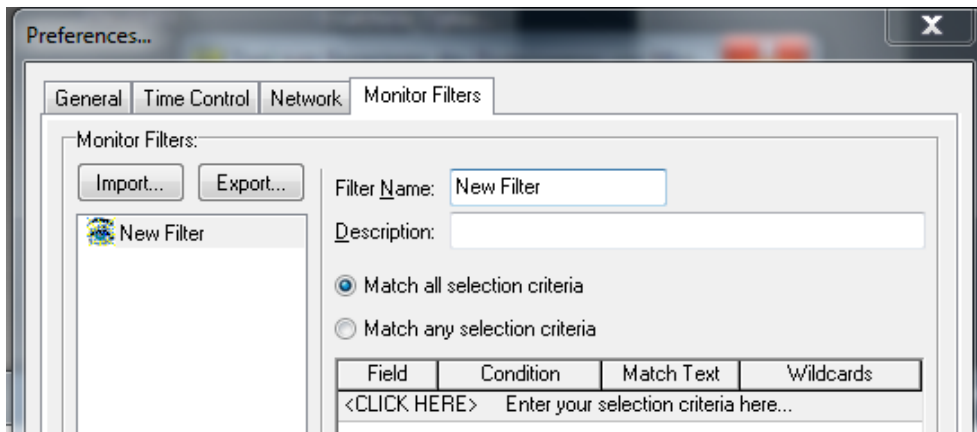 Preferences...
X
General Time Control Network Monitor Filters
Monitor Filters:
Import... Export...
New Filter
Filter Name: New Filter
Description:
Match all selection criteria
Match any selection criteria
Field Condition Match Text Wildcards
<CLICK HERE> Enter your selection criteria here...